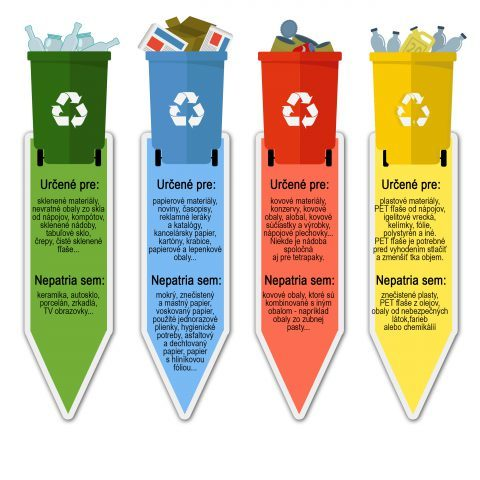 Určené pre:
sklenené materiály,
nevratné obaly zo skla
od nápojov, kompótov,
sklenené nádoby,
tabuľové sklo,
črepy, čisté sklenené
fľaše...
Nepatria sem:
keramika, autosklo,
porcelán, zrkadlá,
TV obrazovky...
Určené pre:
papierové materiály,
noviny, časopisy,
reklamné leráky
a katalógy,
kancelársky papier,
kartóny, krabice,
papierové a lepenkové
obaly...
Nepatria sem:
mokrý, znečistený
a mastný papier,
voskovaný papier,
použité jednorazové
plienky, hygienické
potreby, asfaltový
a dechtovaný
papier, papier
s hliníkovou
fóliou...
Určené pre:
kovové materiály,
konzervy, kovové
obaly, alobal, kovové
súčiastky a výrobky,
nápojové plechovky...
Niekde je nádoba
spoločná
aj pre tetrapaky.
Nepatria sem:
kovové obaly, ktoré sú
kombinované s iným
obalom - napríklad
obaly zo zubnej
pasty...
Určené pre:
plastové materiály,
PET fľaše od nápojov,
igelitové vrecká,
kelímky, fólie,
polystyrén a iné.
PET fľaše je potrebné
pred vyhodením stlačiť
a zmenšiť tka objem.
Nepatria sem:
znečistené plasty,
PET fľaše z olejov,
obaly od nebezpečných
látok,farieb
alebo chemikálií